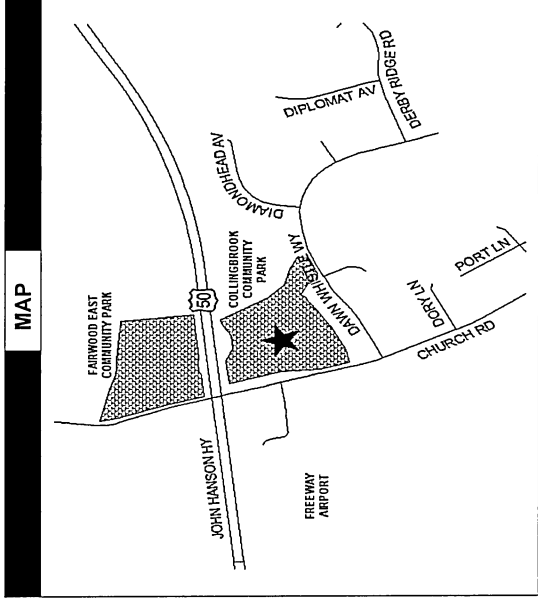 MAP
FAIRWOOD EAST
COMMUNITY PARK
50
COLLINGBROOK
COMMUNITY
PARK
DIAMONDHEAD AV
DIPLOMAT AV
DERBY RIDGE RD
JOHN HANSON HY
DAWN WHISTLE WY
FREEWAY
AIRPORT
CHURCH RD
DORY LN
PORT LN